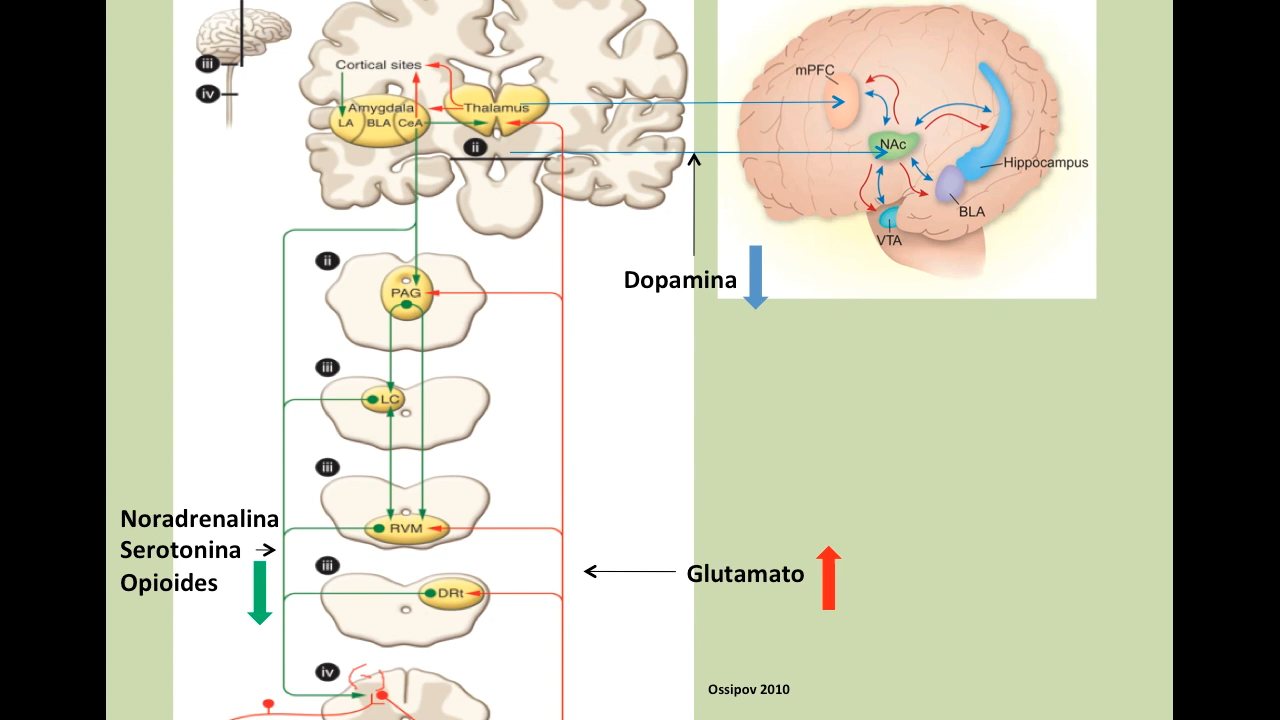 iii
iv
Cortical sites
Amygdala
LA
BLA
CeA
Thalamus
ii
mPFC
NAc
Hippocampus
BLA
VTA
ii
PAG
Dopamina
iii
LC
iii
RVM
Noradrenalina
Serotonina
Opioides
iii
DRt
Glutamato
iv
Ossipov 2010